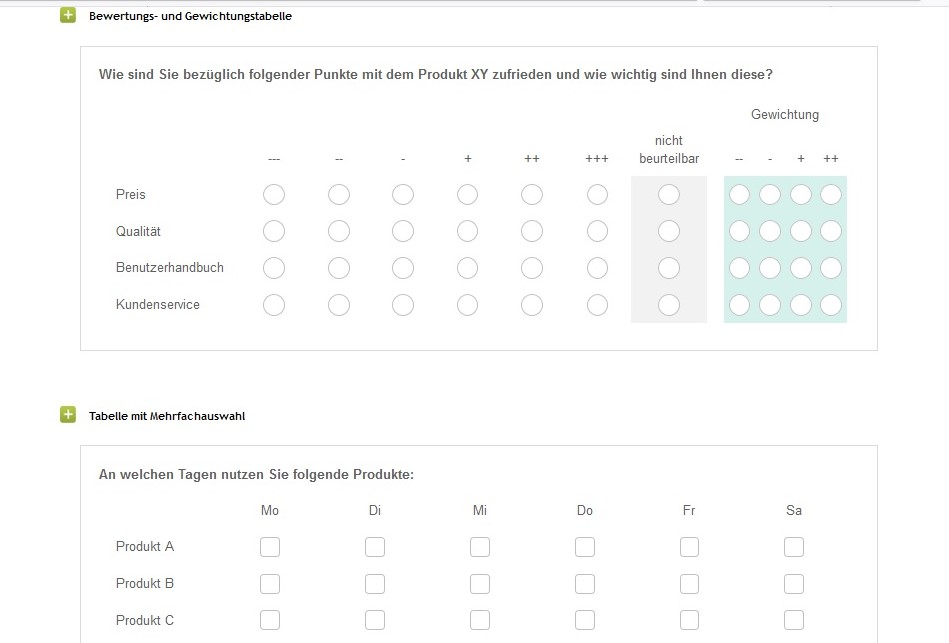 Bewertungs- und Gewichtungstabelle
Wie sind Sie bezüglich folgender Punkte mit dem Produkt XY zufrieden und wie wichtig sind Ihnen diese?
Gewichtung
nicht
--- -- - + ++ +++ beurteilbar -- - + ++
Preis
Qualität
Benutzerhandbuch
Kundenservice
Tabelle mit Mehrfachauswahl
An welchen Tagen nutzen Sie folgende Produkte:
Mo Di Mi Do Fr Sa
Produkt A
Produkt B
Produkt C